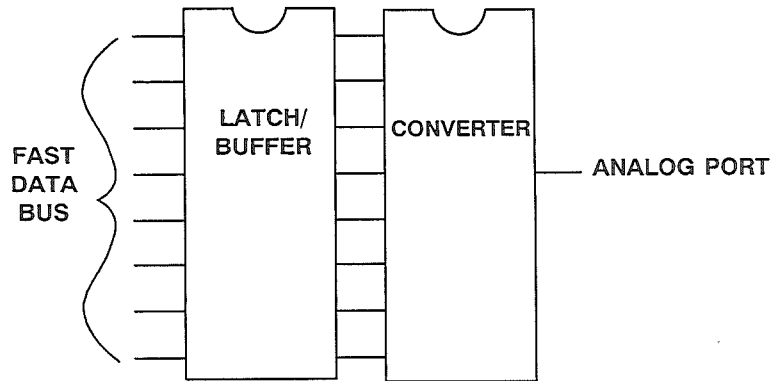 FAST
DATA
BUS
LATCH/
BUFFER
CONVERTER
ANALOG PORT